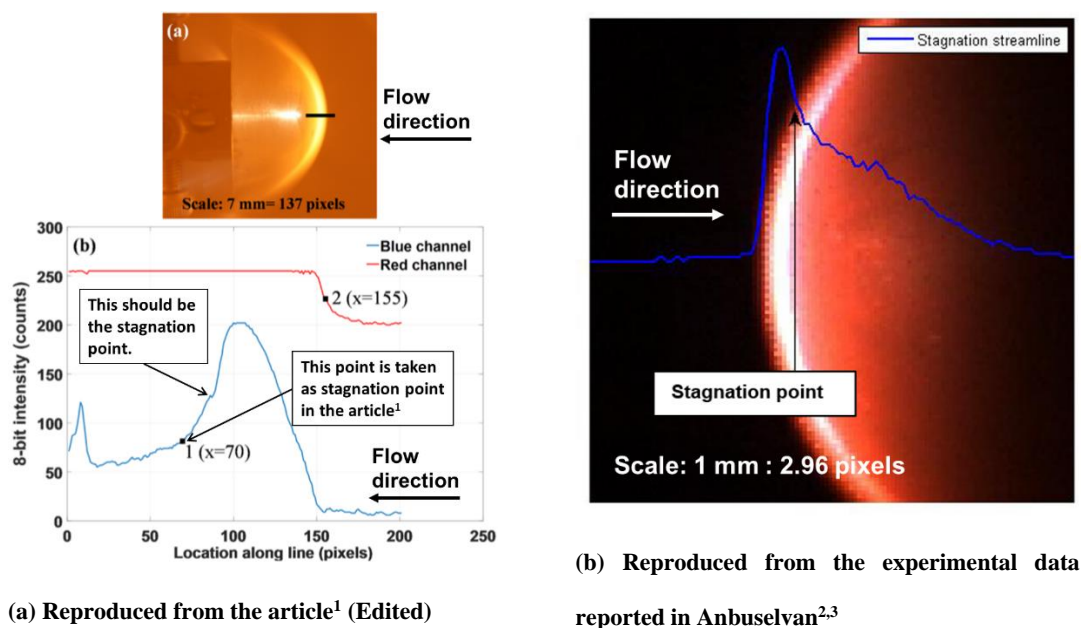 (a)
Flow
direction
Scale: 7 mm= 137 pixels
(b)
Blue channel
Red channel
300
250
200
150
100
50
0
8-bit intensity (counts)
This should be
the stagnation
point.
2 (x=155)
This point is taken
as stagnation point
in the article1
1 (x=70)
Flow
direction
0
50
100
150
200
250
Location along line (pixels)
(a) Reproduced from the article1 (Edited)
Stagnation streamline
Flow
direction
Stagnation point
Scale: 1 mm : 2.96 pixels
(b) Reproduced from the experimental data
reported in Anbuselvan2,3